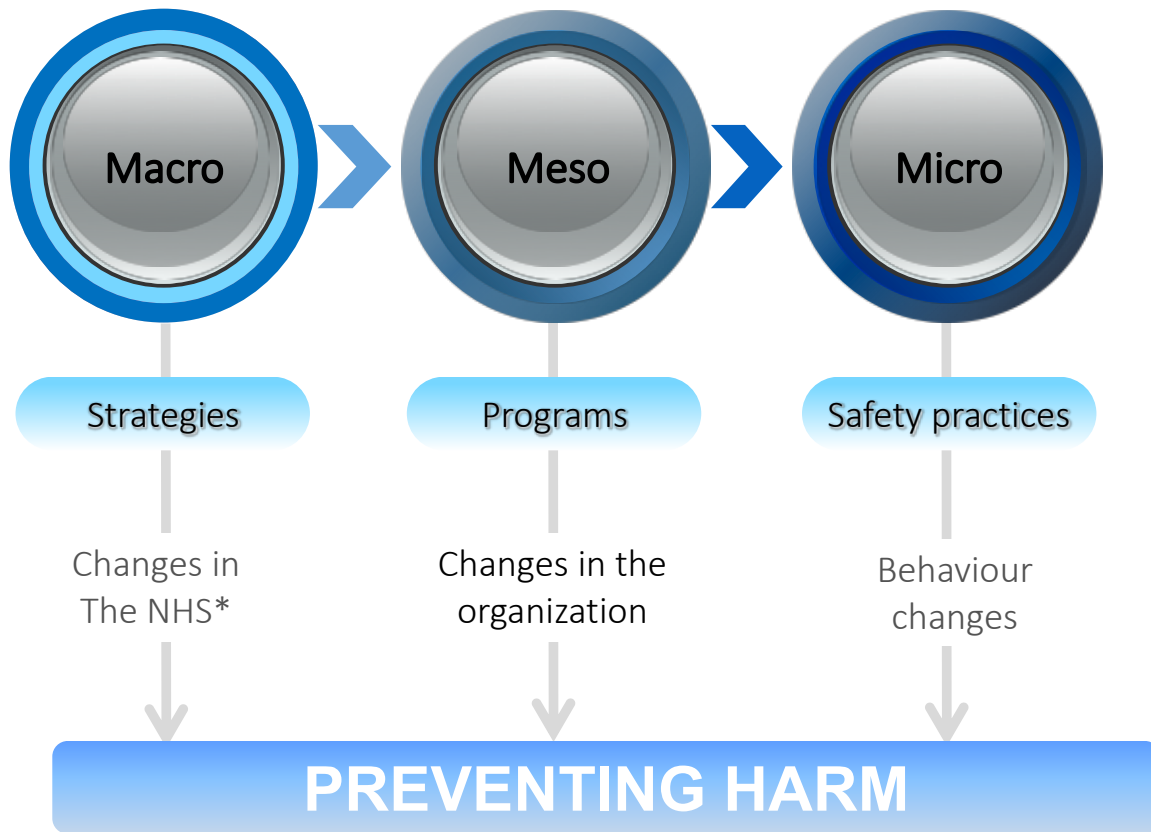 Macro
Meso
Micro
Strategies
Programs
Safety practices
Changes in
The NHS*
Changes in the
organization
Behaviour
changes
PREVENTING HARM